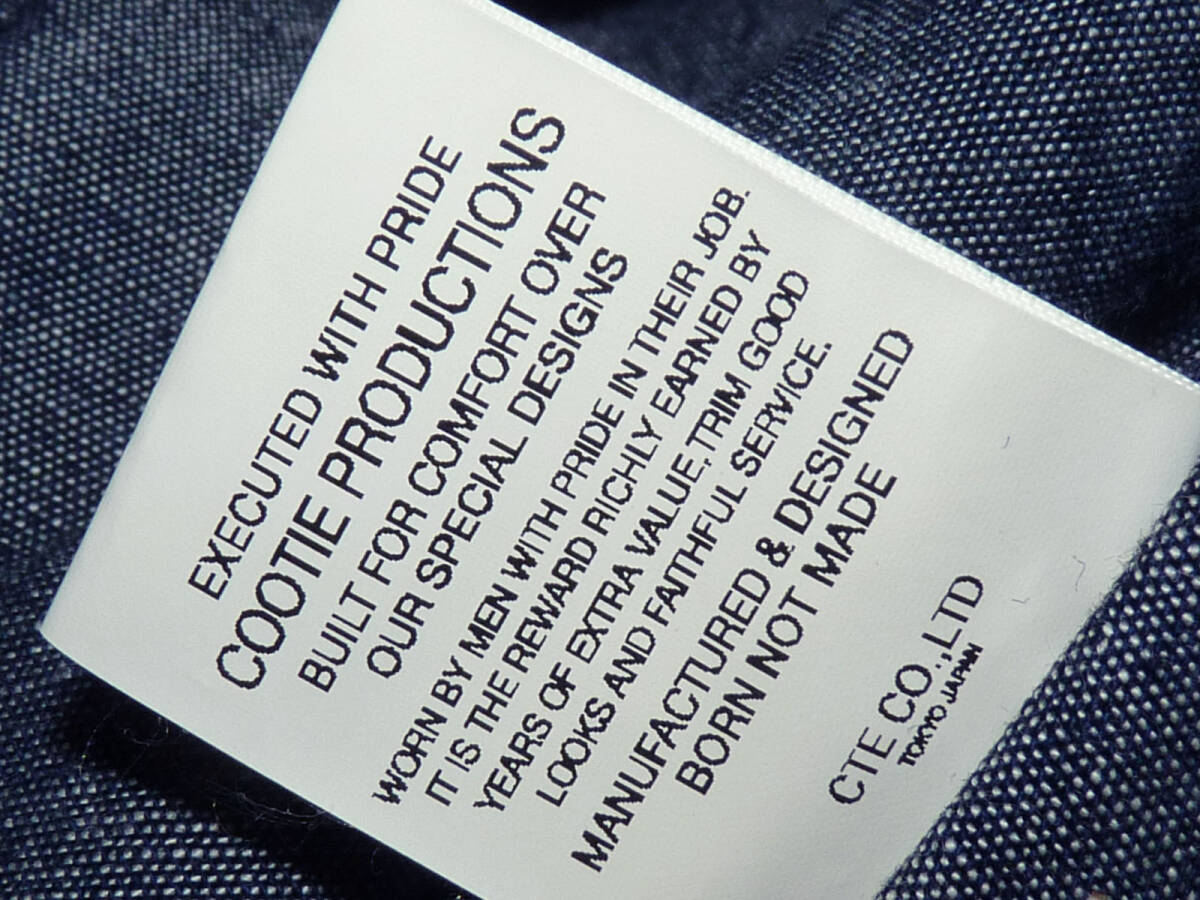 EXECUTED WITH PRIDE
COOTIE PRODUCTIONS
BUILT FOR COMFORT OVER
OUR SPECIAL DESIGNS
WORN BY MEN WITH PRIDE IN THEIR JOB.
IT IS THE REWARD RICHLY EARNED BY
YEARS OF EXTRA VALUE,TRIM GOOD
LOOKS AND FAITHFUL SERVICE.
MANUFACTURED & DESIGNED
BORN NOT MADE
CTE CO.,LTD
TOKYO JAPAN